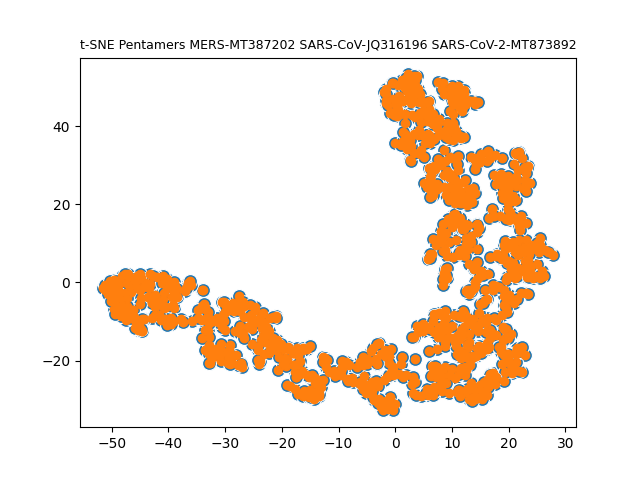 t-SNE Pentamers MERS-MT387202 SARS-CoV-JQ316196 SARS-CoV-2-MT873892
40
20
0
−20
−50 −40 −30 −20 −10 0 10 20 30